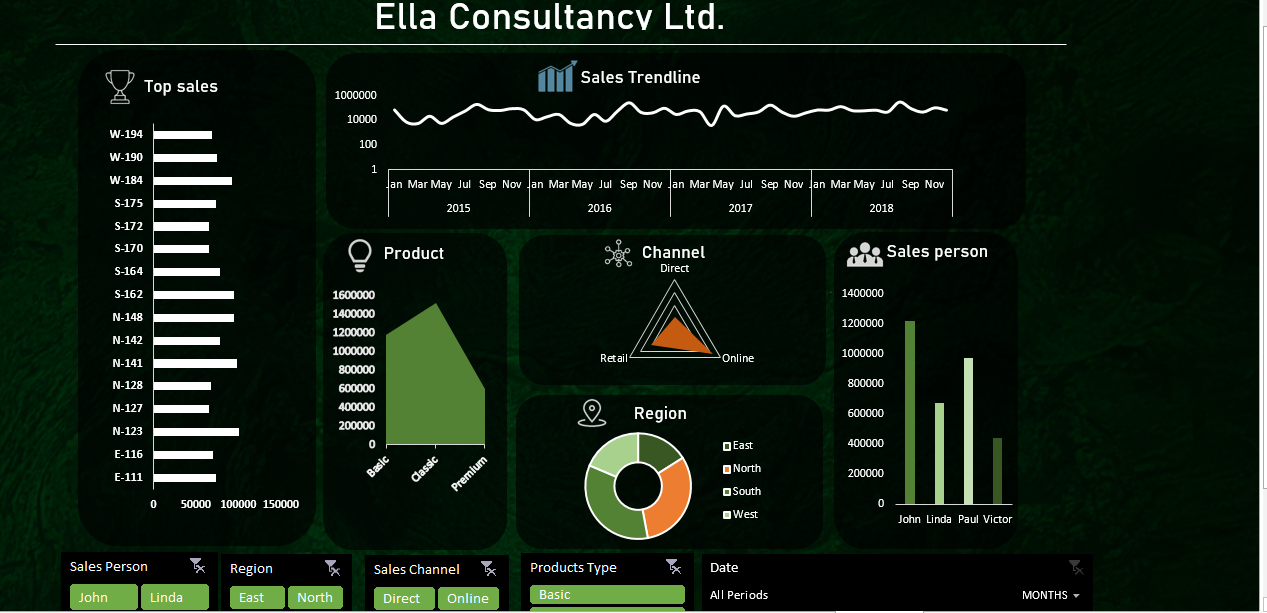 Ella Consultancy Ltd.
Top sales
W-194
W-190
W-184
S-175
S-172
S-170
S-164
S-162
N-148
N-142
N-141
N-128
N-127
N-123
E-116
E-111
0 50000 100000 150000
Sales Trendline
1000000
10000
100
1
Jan Mar May Jul Sep Nov Jan Mar May Jul Sep Nov Jan Mar May Jul Sep Nov Jan Mar May Jul Sep Nov
2015 2016 2017 2018
Product
1600000
1400000
1200000
1000000
800000
600000
400000
200000
0
Basic
Classic
Premium
Channel
Direct
Retail
Online
Region
East
North
South
West
Sales person
1400000
1200000
1000000
800000
600000
400000
200000
0
John Linda Paul Victor
Sales Person
John Linda
Region
East North
Sales Channel
Direct Online
Products Type
Basic
Date
All Periods
MONTHS